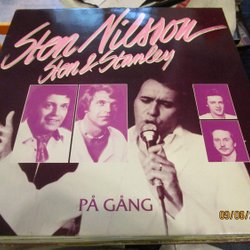 Sten Nilsson
Sten & Stanley
PÅ GÅNG